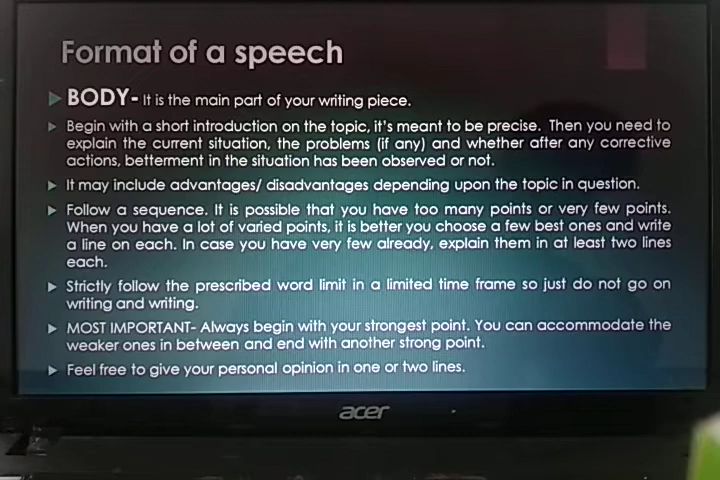 Format of a speech
BODY- It is the main part of your writing piece.
Begin with a short introduction on the topic, it's meant to be precise. Then you need to
explain the current situation, the problems (if any) and whether after any corrective
actions, betterment in the situation has been observed or not.
It may include advantages/ disadvantages depending upon the topic in question.
Follow a sequence. It is possible that you have too many points or very few points.
When you have a lot of varied points, it is better you choose a few best ones and write
a line on each. In case you have very few already, explain them in at least two lines
each.
Strictly follow the prescribed word limit in a limited time frame so just do not go on
writing and writing.
MOST IMPORTANT- Always begin with your strongest point. You can accommodate the
weaker ones in between and end with another strong point.
Feel free to give your personal opinion in one or two lines.
acer